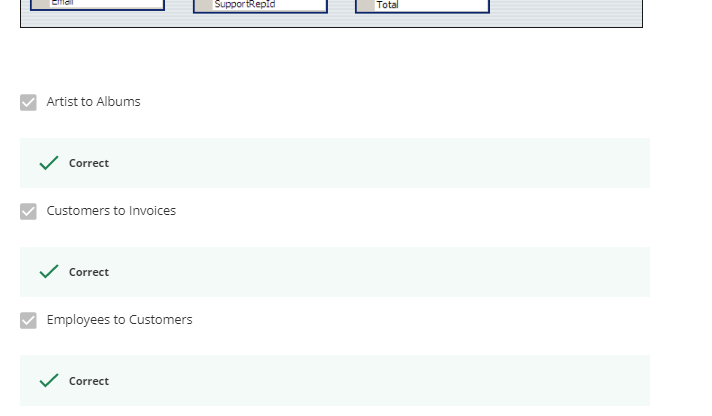 Email
SupportRepId
Total
Artist to Albums
Correct
Customers to Invoices
Correct
Employees to Customers
Correct